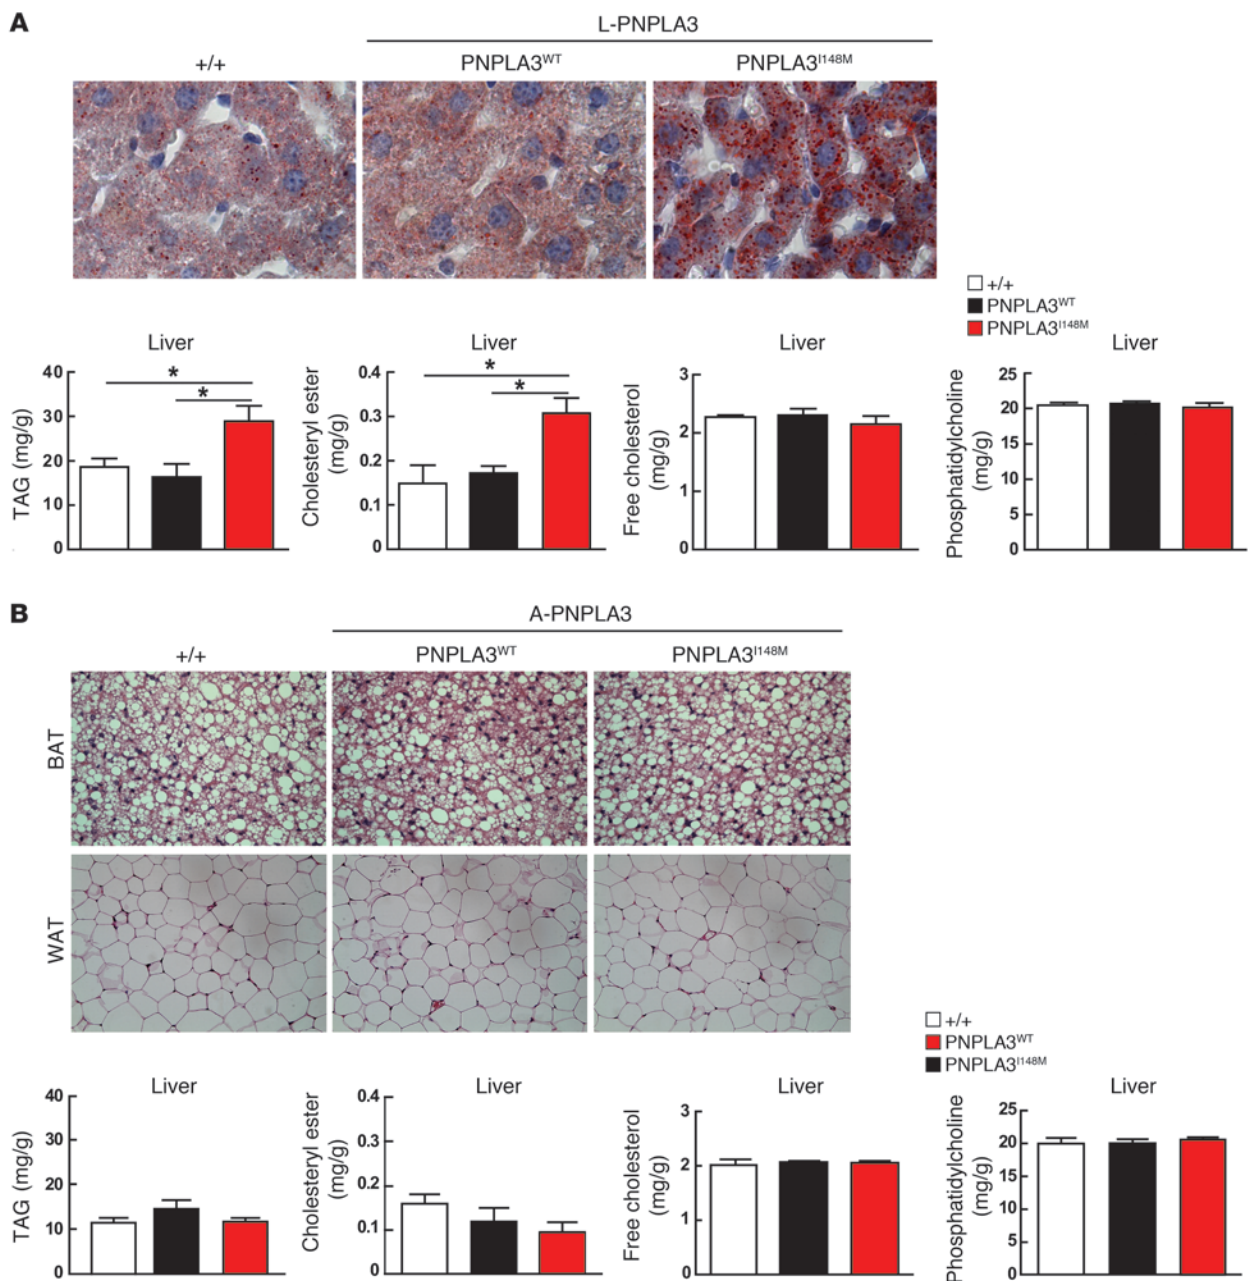 A
L-PNPLA3
+/+ PNPLA3WT PNPLA3I148M
+/+
PNPLA3WT
PNPLA3I148M
Liver
TAG (mg/g)
40
30
20
10
0
*
*
Liver
Cholesteryl ester
(mg/g)
0.4
0.3
0.2
0.1
0
*
*
Liver
Free cholesterol
(mg/g)
3
2
1
0
Liver
Phosphatidylcholine
(mg/g)
25
20
15
10
5
0
B
A-PNPLA3
+/+ PNPLA3WT PNPLA3I148M
BAT
WAT
+/+
PNPLA3WT
PNPLA3I148M
Liver
TAG (mg/g)
40
30
20
10
0
Liver
Cholesteryl ester
(mg/g)
0.4
0.3
0.2
0.1
0
Liver
Free cholesterol
(mg/g)
3
2
1
0
Liver
Phosphatidylcholine
(mg/g)
25
20
15
10
5
0